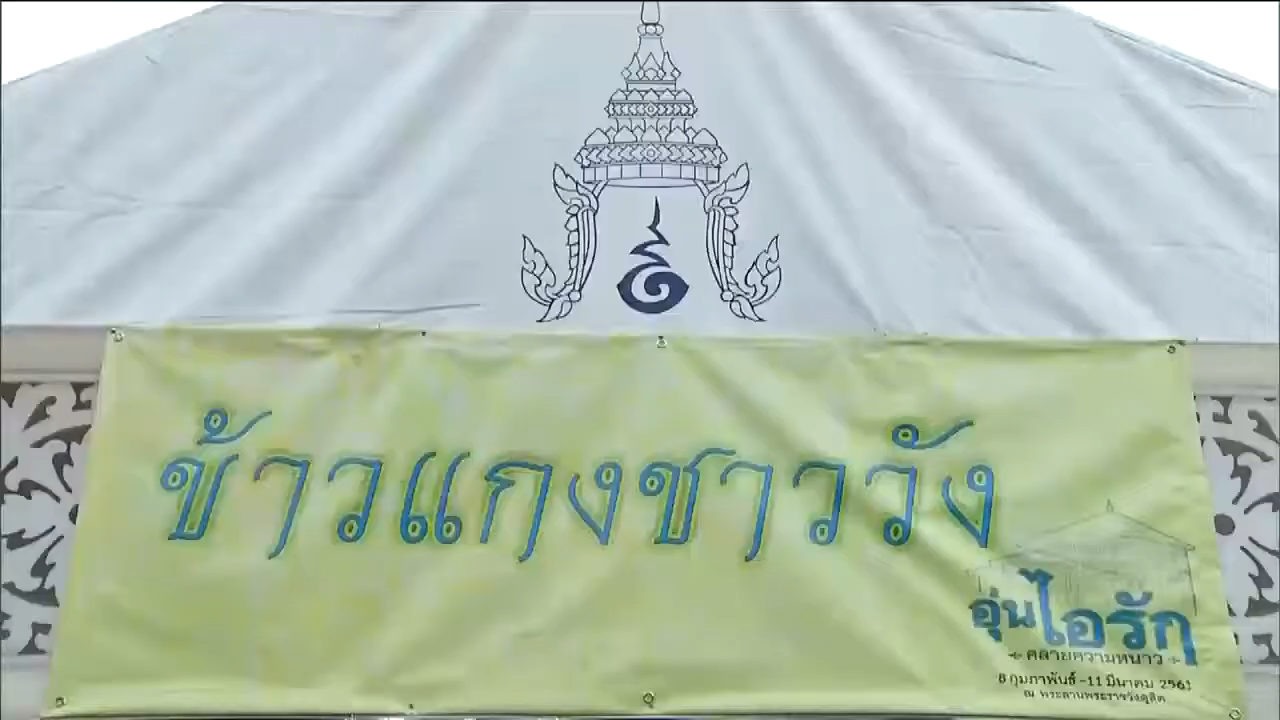 ข้าวแกงชาววัง
อุ่นไอรัก
คลายความหนาว
8 กุมภาพันธ์ -11 มีนาคม 2561
ณ พระลานพระราชวังดุสิต